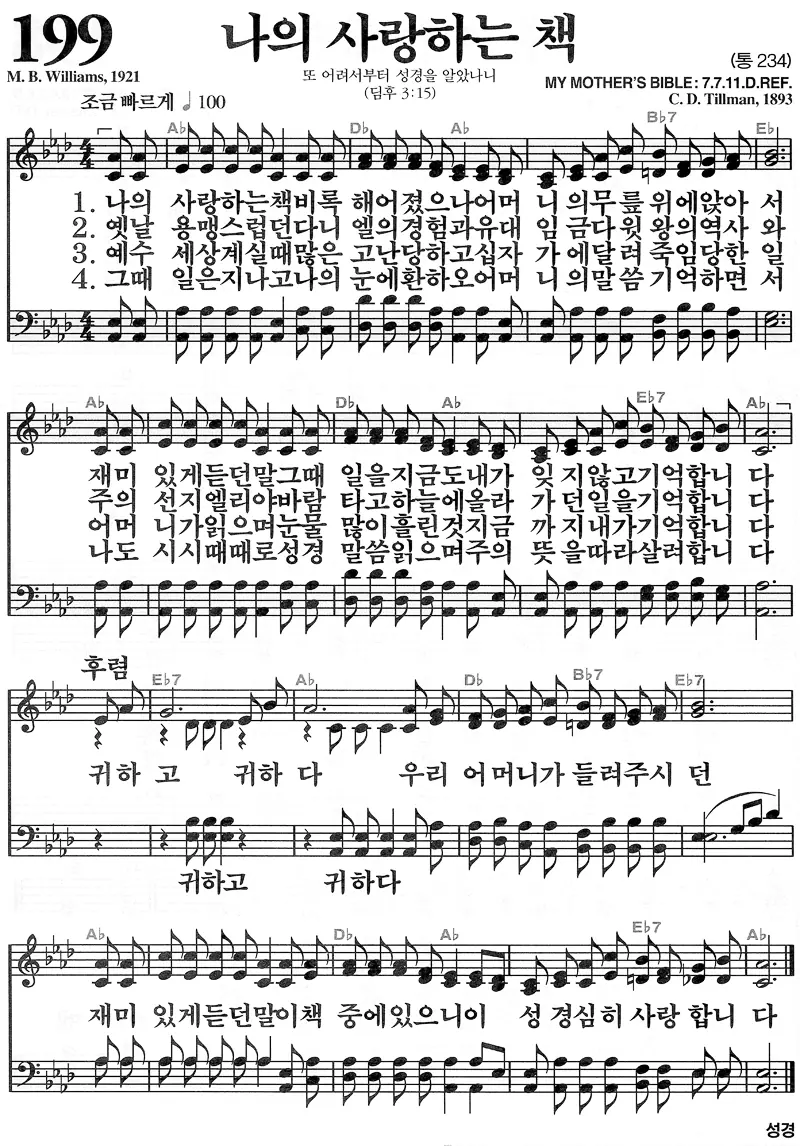 199 나의 사랑하는 책
(통 234)
M. B. Williams, 1921
또 어려서부터 성경을 알았나니
(딤후 3:15)
MY MOTHER'S BIBLE: 7.7.11.D.REF.
C. D. Tillman, 1893
조금 빠르게 ♩100
A♭ D♭ A♭ B♭7 E♭
1. 나의 사랑하는책비록 해어졌으나어머 니의무릎위에앉아 서
2. 옛날 용맹스럽던다니 엘의경험과유대 임금다윗왕의역사 와
3. 예수 세상계실때많은 고난당하고십자 가에달려죽임당한 일
4. 그때 일은지나고나의 눈에환하오어머 니의말씀기억하면 서
A♭ D♭ A♭ E♭7 A♭
재미 있게듣던말그때 일을지금도내가 잊지않고기억합니 다
주의 선지엘리야바람 타고하늘에올라 가던일을기억합니 다
어머 니가읽으며눈물 많이흘린것지금 까지내가기억합니 다
나도 시시때때로성경 말씀읽으며주의 뜻을따라살려합니 다
후렴
E♭7 A♭ D♭ B♭7 E♭7
귀하 고 귀하 다 우리 어머니가 들려주시 던
귀하고 귀하다
A♭ D♭ A♭ E♭7 A♭
재미 있게듣던말이책 중에있으니이 성경심히사랑합니 다
성경